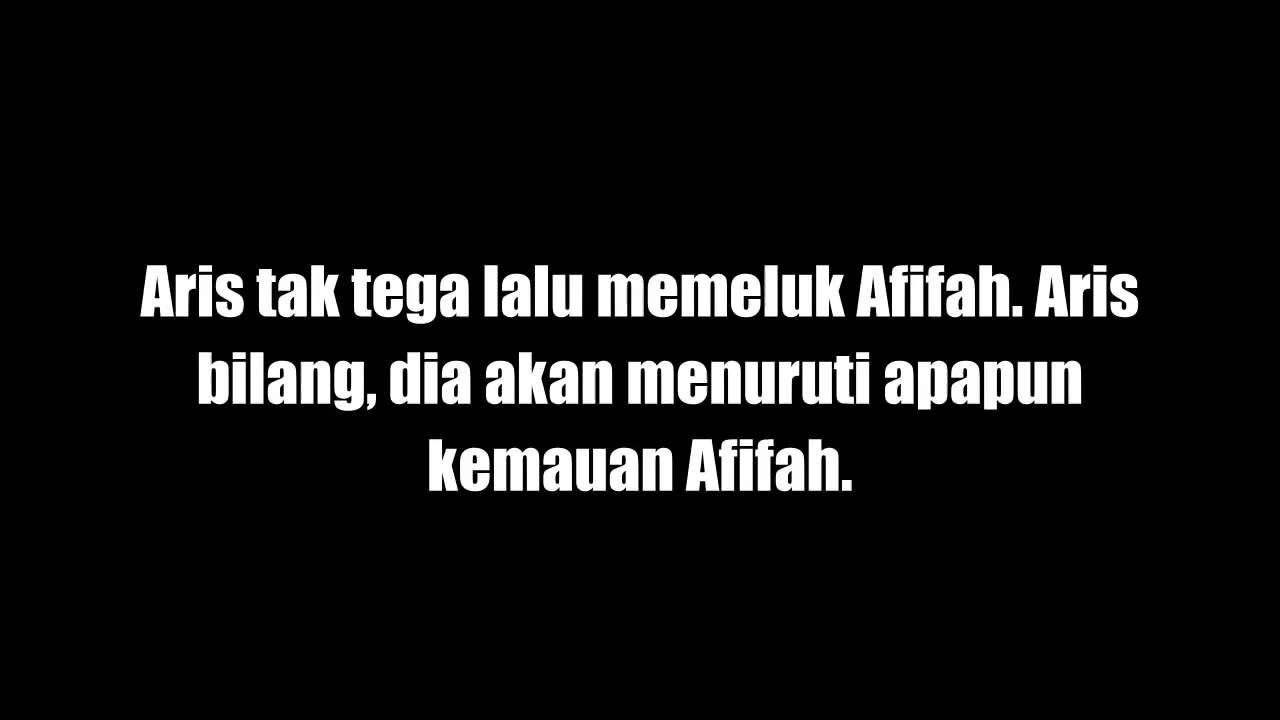 Aris tak tega lalu memeluk Afifah. Aris
bilang, dia akan menuruti apapun
kemauan Afifah.